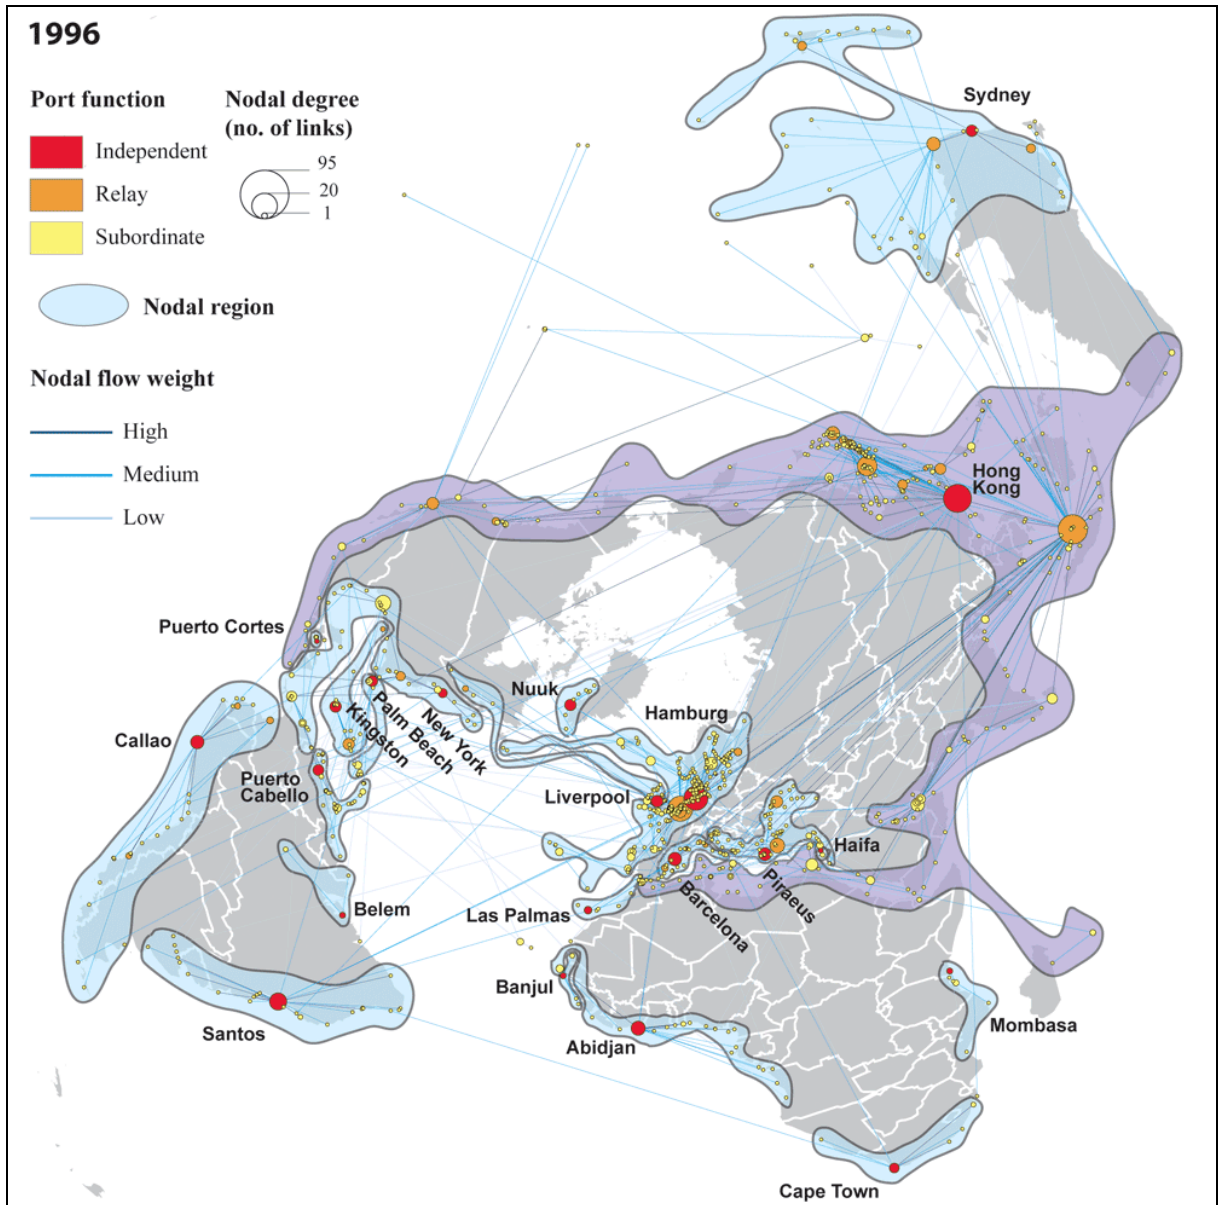 1996
Port function
Independent
Relay
Subordinate
Nodal degree
(no. of links)
95
20
1
Nodal region
Nodal flow weight
High
Medium
Low
Sydney
Hong
Kong
Puerto Cortes
Callao
Kingston
Palm Beach
New York
Nuuk
Hamburg
Puerto
Cabello
Liverpool
Haifa
Piraeus
Barcelona
Belem
Las Palmas
Banjul
Santos
Abidjan
Mombasa
Cape Town